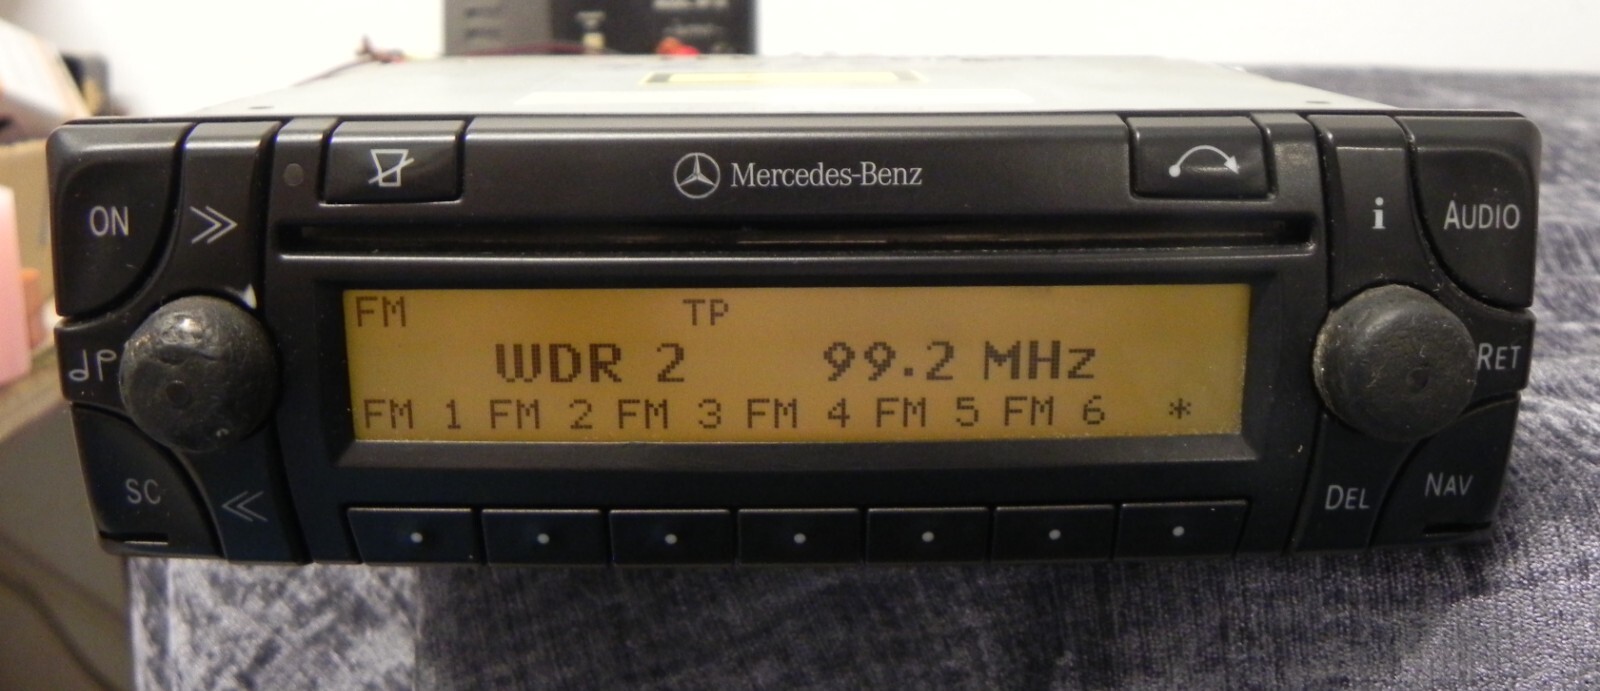 Mercedes-Benz
ON
i
AUDIO
FM TP
WDR 2 99.2 MHz
FM 1 FM 2 FM 3 FM 4 FM 5 FM 6 *
RET
SC
DEL
NAV